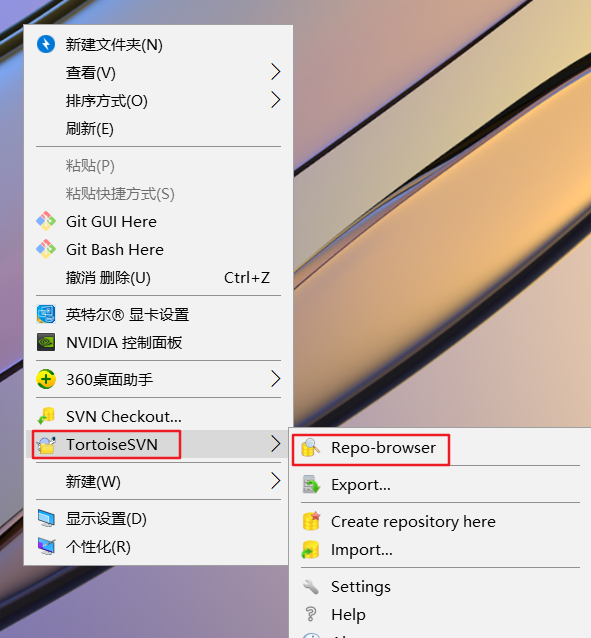 新建文件夹(N)
查看(V)
排序方式(O)
刷新(E)
粘贴(P)
粘贴快捷方式(S)
Git GUI Here
Git Bash Here
撤消 删除(U) Ctrl+Z
英特尔® 显卡设置
NVIDIA 控制面板
360桌面助手
SVN Checkout...
TortoiseSVN
新建(W)
显示设置(D)
个性化(R)
Repo-browser
Export...
Create repository here
Import...
Settings
Help